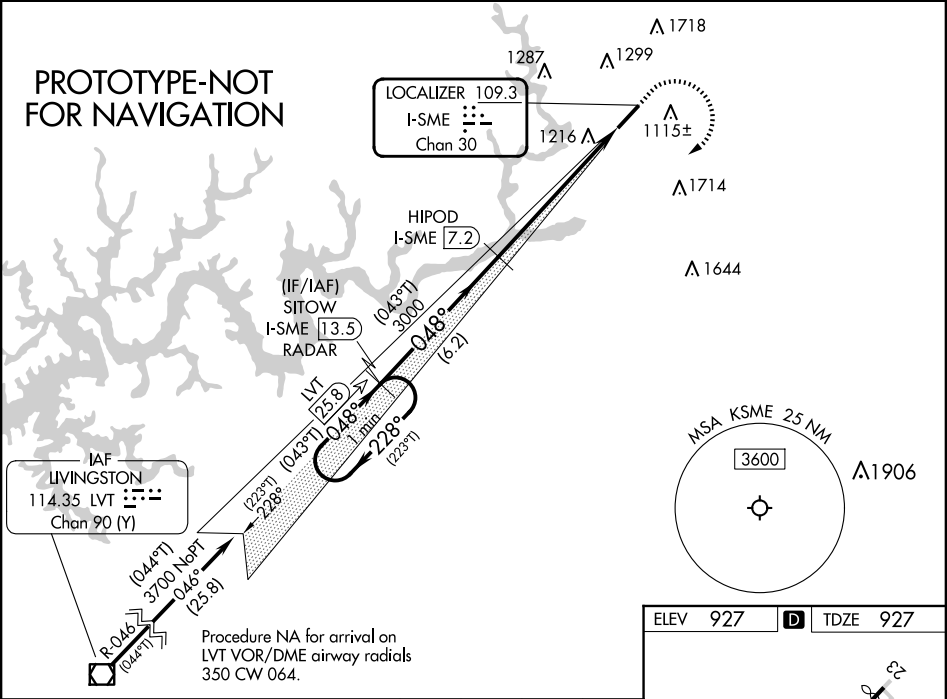 PROTOTYPE-NOT
FOR NAVIGATION
1718
1299
1287
LOCALIZER 109.3
I-SME
Chan 30
1216
1115±
1714
HIPOD
I-SME 7.2
1644
(IF/IAF)
SITOW
I-SME 13.5
RADAR
(043°T)
3000
048°
(6.2)
LVT
25.8
(043°T)
048°
1 min
228°
(223°T)
(223°T)
228°
IAF
LIVINGSTON
114.35 LVT
Chan 90 (Y)
(044°T)
3700 NoPT
046°
(25.8)
R-046
(044°T)
Procedure NA for arrival on
LVT VOR/DME airway radials
350 CW 064.
MSA KSME 25 NM
3600
1906
ELEV 927 D TDZE 927
23